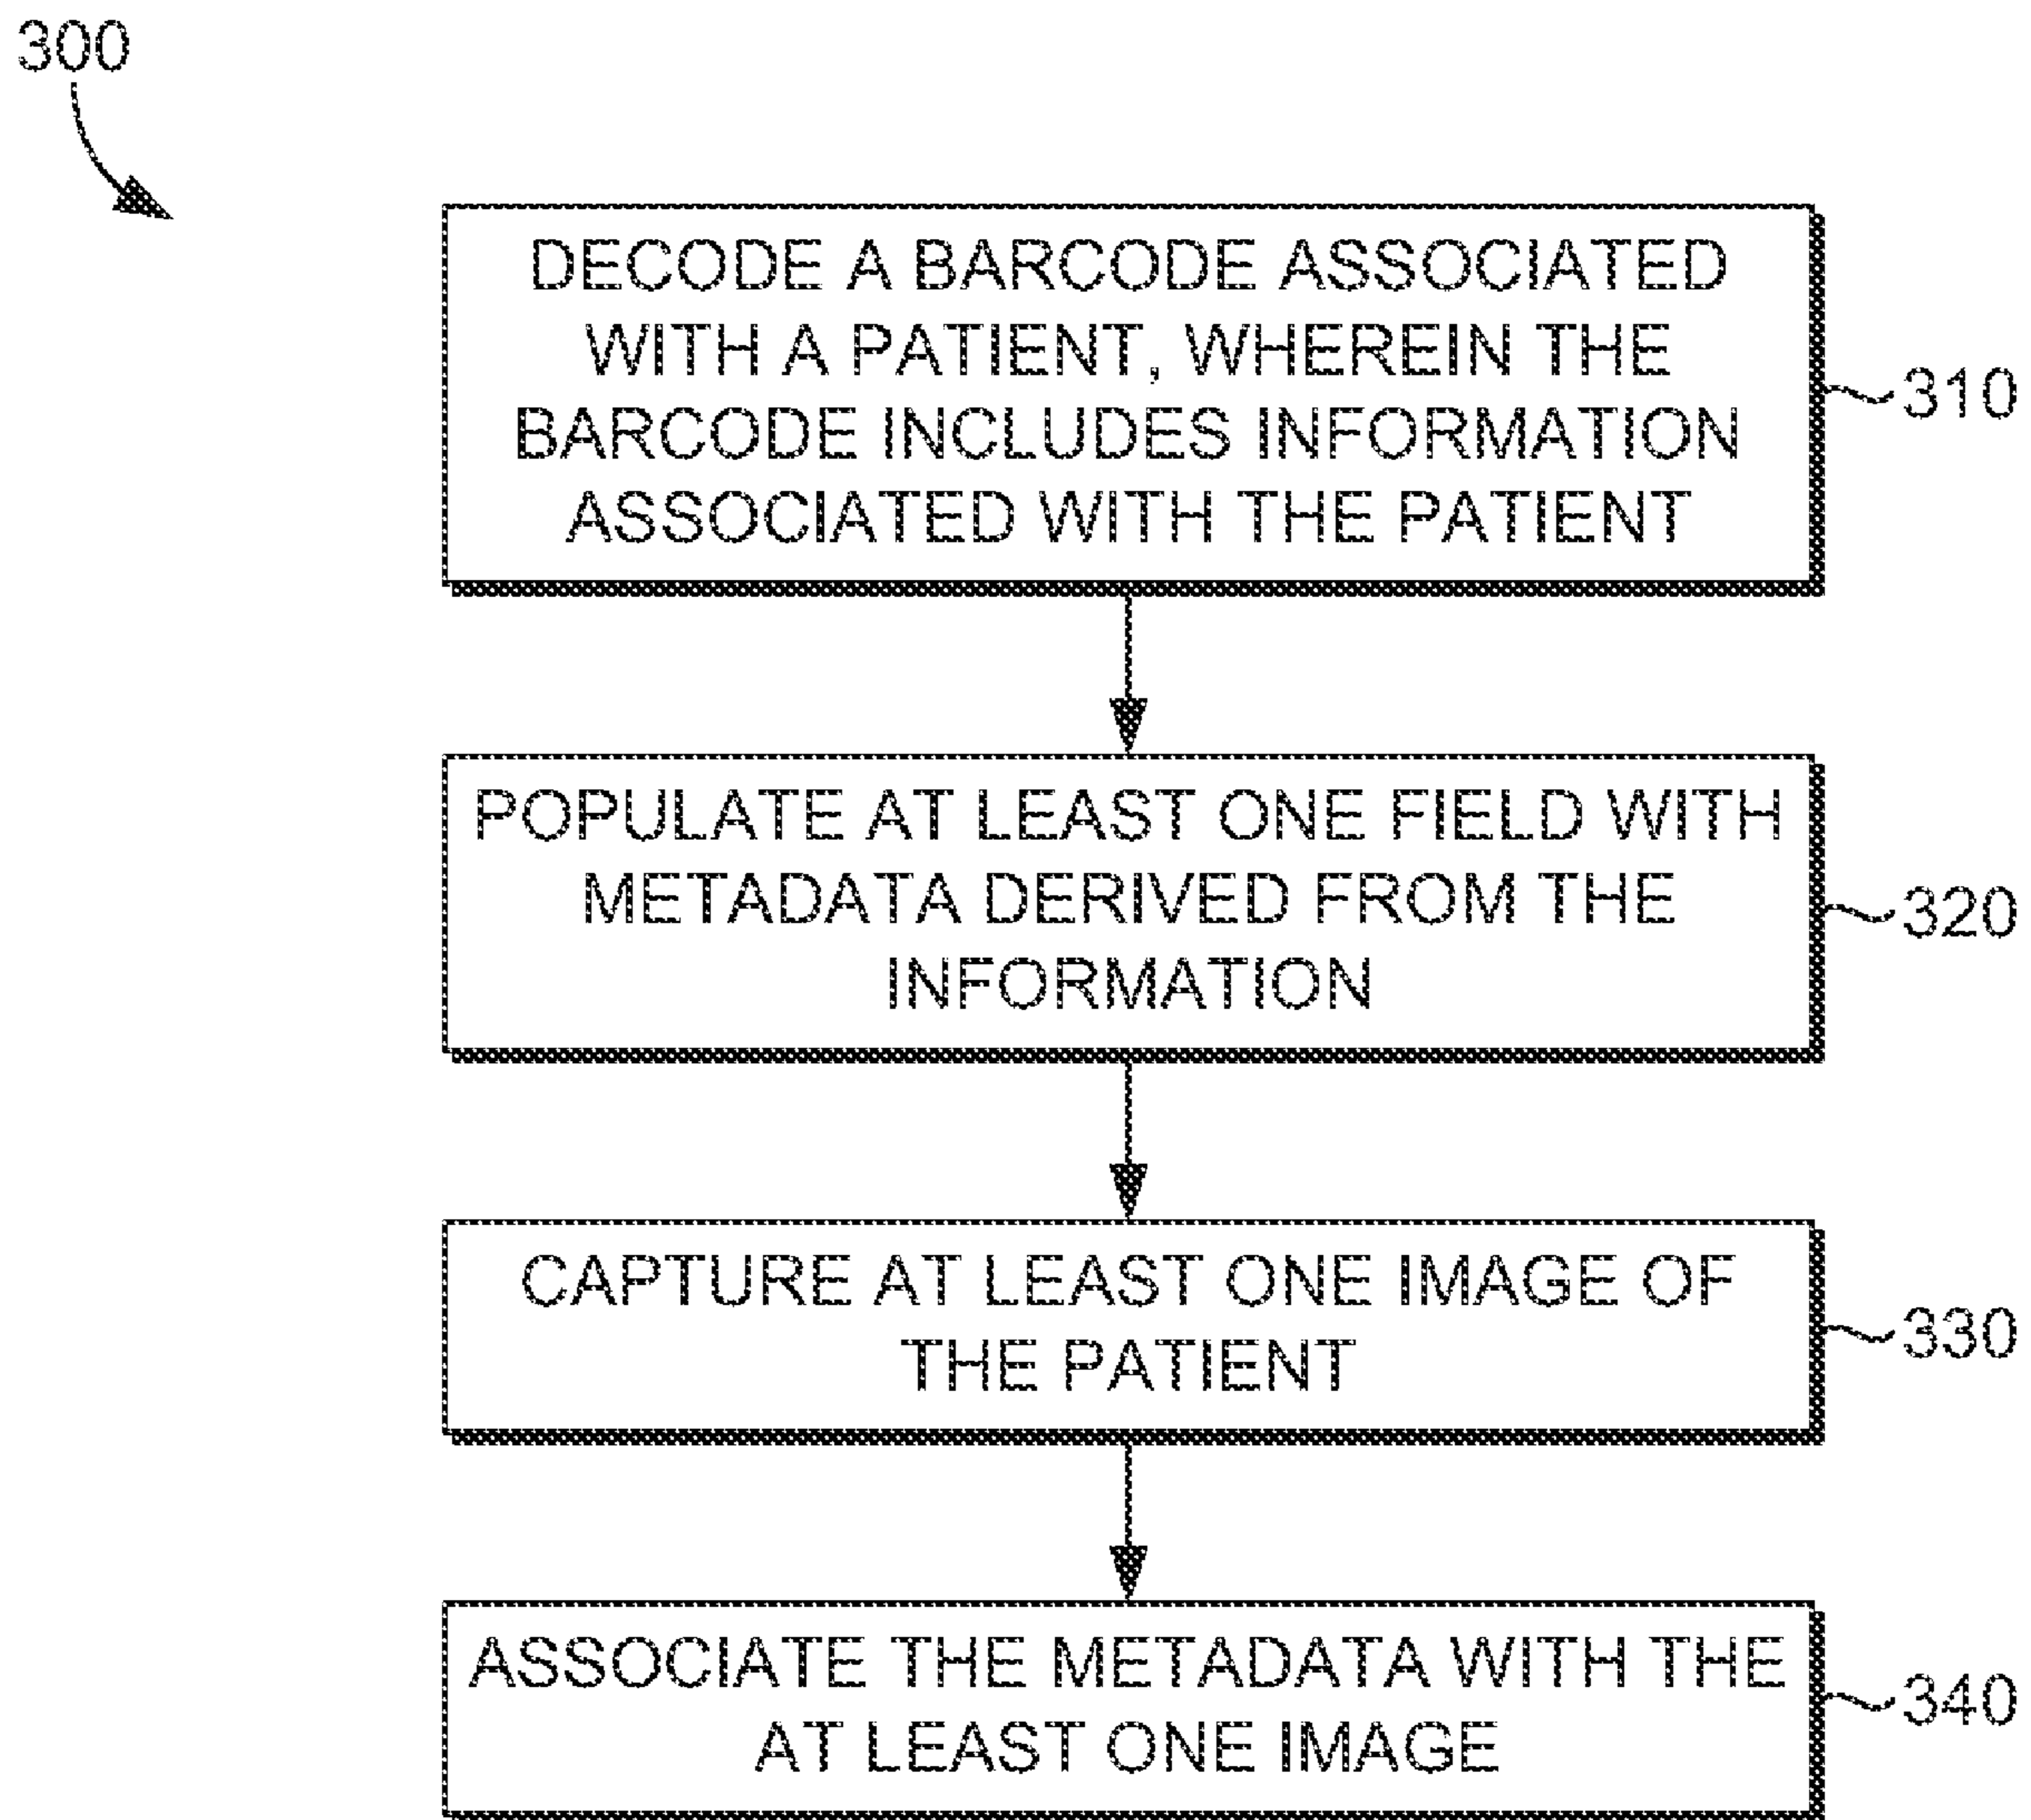 300
DECODE A BARCODE ASSOCIATED
WITH A PATIENT, WHEREIN THE
BARCODE INCLUDES INFORMATION
ASSOCIATED WITH THE PATIENT
310
POPULATE AT LEAST ONE FIELD WITH
METADATA DERIVED FROM THE
INFORMATION
320
CAPTURE AT LEAST ONE IMAGE OF
THE PATIENT
330
ASSOCIATE THE METADATA WITH THE
AT LEAST ONE IMAGE
340